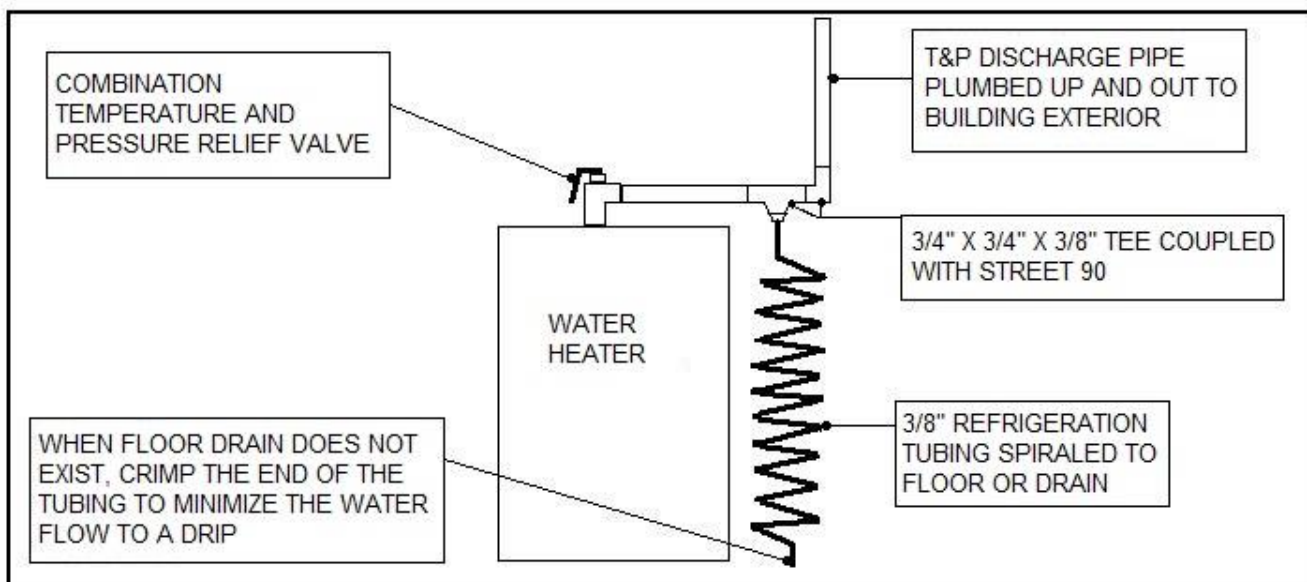 COMBINATION
TEMPERATURE AND
PRESSURE RELIEF VALVE
T&P DISCHARGE PIPE
PLUMBED UP AND OUT TO
BUILDING EXTERIOR
3/4" X 3/4" X 3/8" TEE COUPLED
WITH STREET 90
WATER
HEATER
WHEN FLOOR DRAIN DOES NOT
EXIST, CRIMP THE END OF THE
TUBING TO MINIMIZE THE WATER
FLOW TO A DRIP
3/8" REFRIGERATION
TUBING SPIRALED TO
FLOOR OR DRAIN